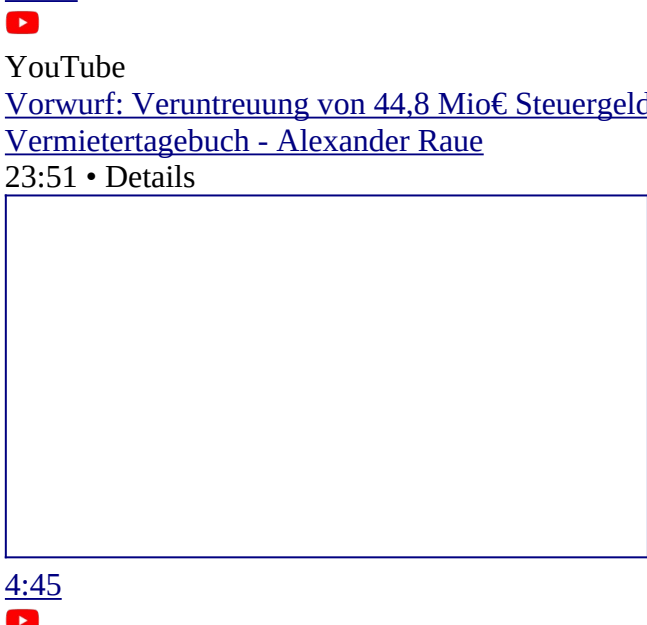 YouTube
Vorwurf: Veruntreuung von 44,8 Mio€ Steuergeld
Vermietertagebuch - Alexander Raue
23:51 • Details
4:45